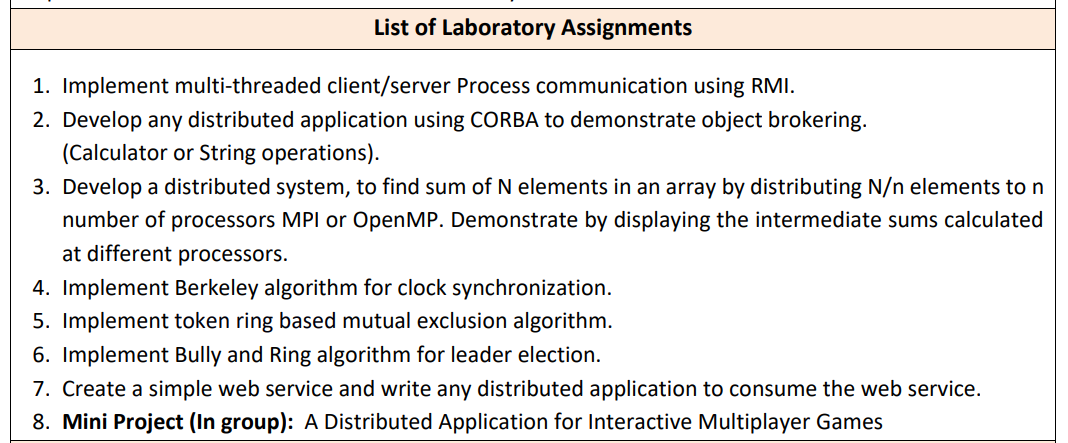 List of Laboratory Assignments
1. Implement multi-threaded client/server Process communication using RMI.
2. Develop any distributed application using CORBA to demonstrate object brokering.
(Calculator or String operations).
3. Develop a distributed system, to find sum of N elements in an array by distributing N/n elements to n
number of processors MPI or OpenMP. Demonstrate by displaying the intermediate sums calculated
at different processors.
4. Implement Berkeley algorithm for clock synchronization.
5. Implement token ring based mutual exclusion algorithm.
6. Implement Bully and Ring algorithm for leader election.
7. Create a simple web service and write any distributed application to consume the web service.
8. Mini Project (In group): A Distributed Application for Interactive Multiplayer Games